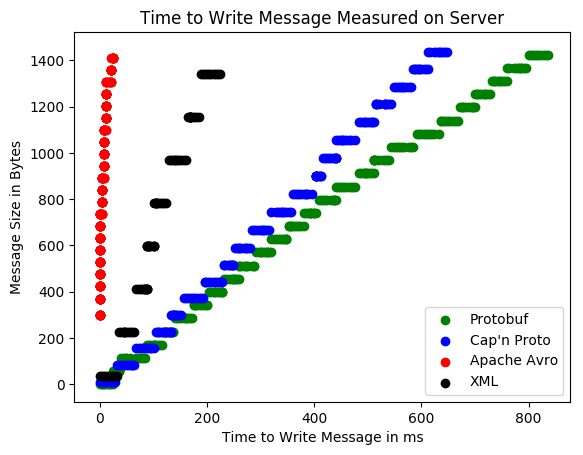 Time to Write Message Measured on Server
Message Size in Bytes
1400
1200
1000
800
600
400
200
0
0 200 400 600 800
Time to Write Message in ms
Protobuf
Cap'n Proto
Apache Avro
XML